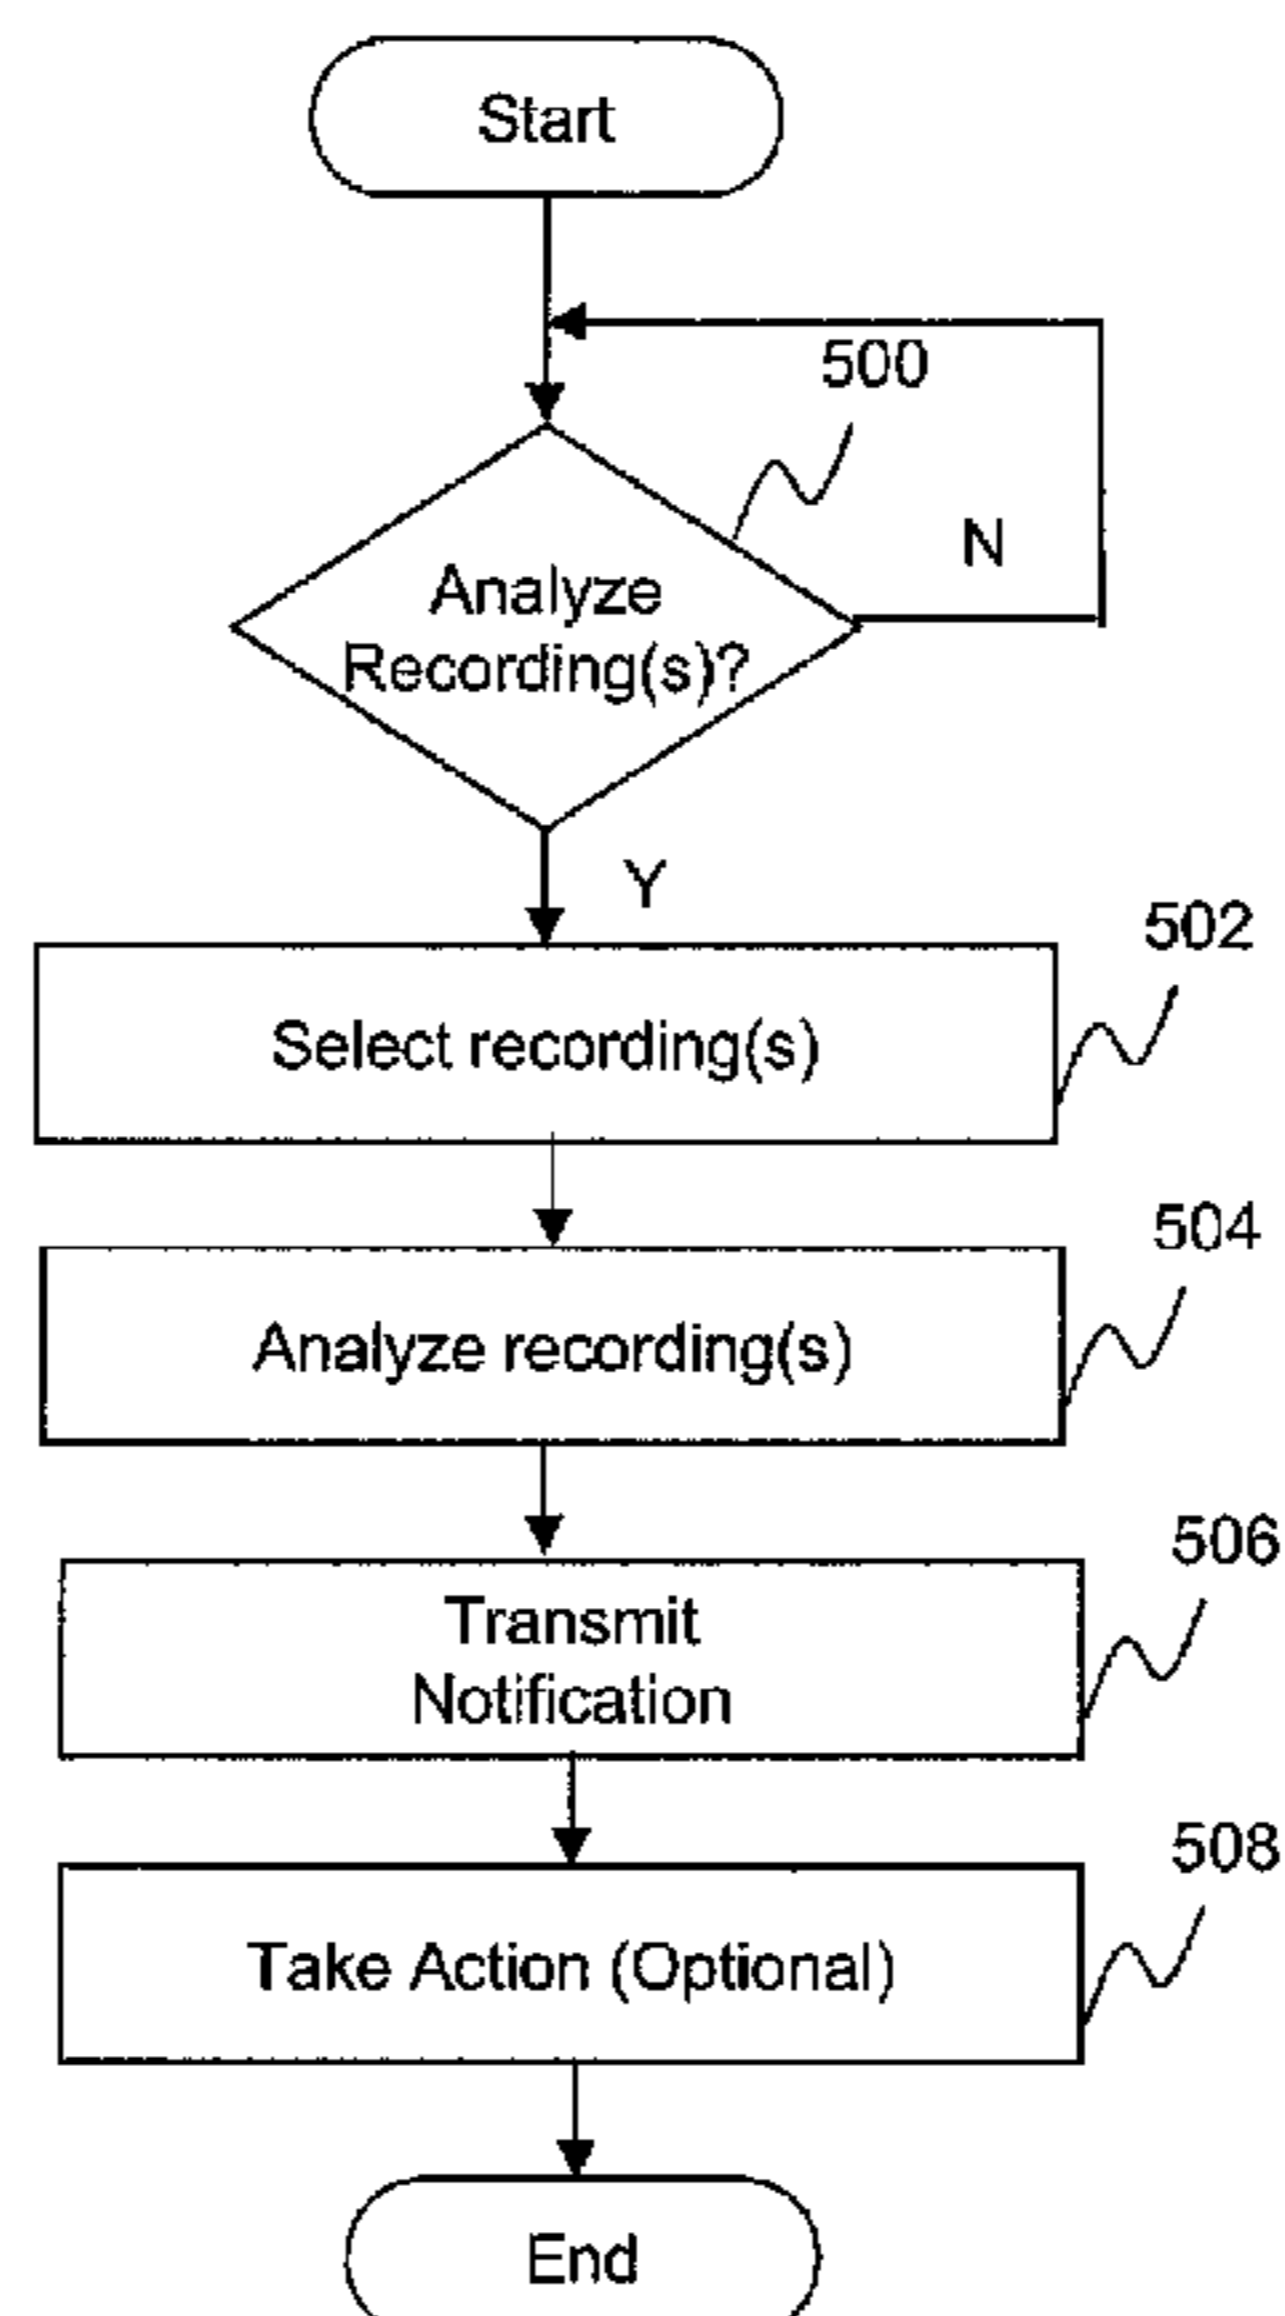 Start
500
N
Analyze
Recording(s)?
Y
502
Select recording(s)
504
Analyze recording(s)
506
Transmit
Notification
508
Take Action (Optional)
End